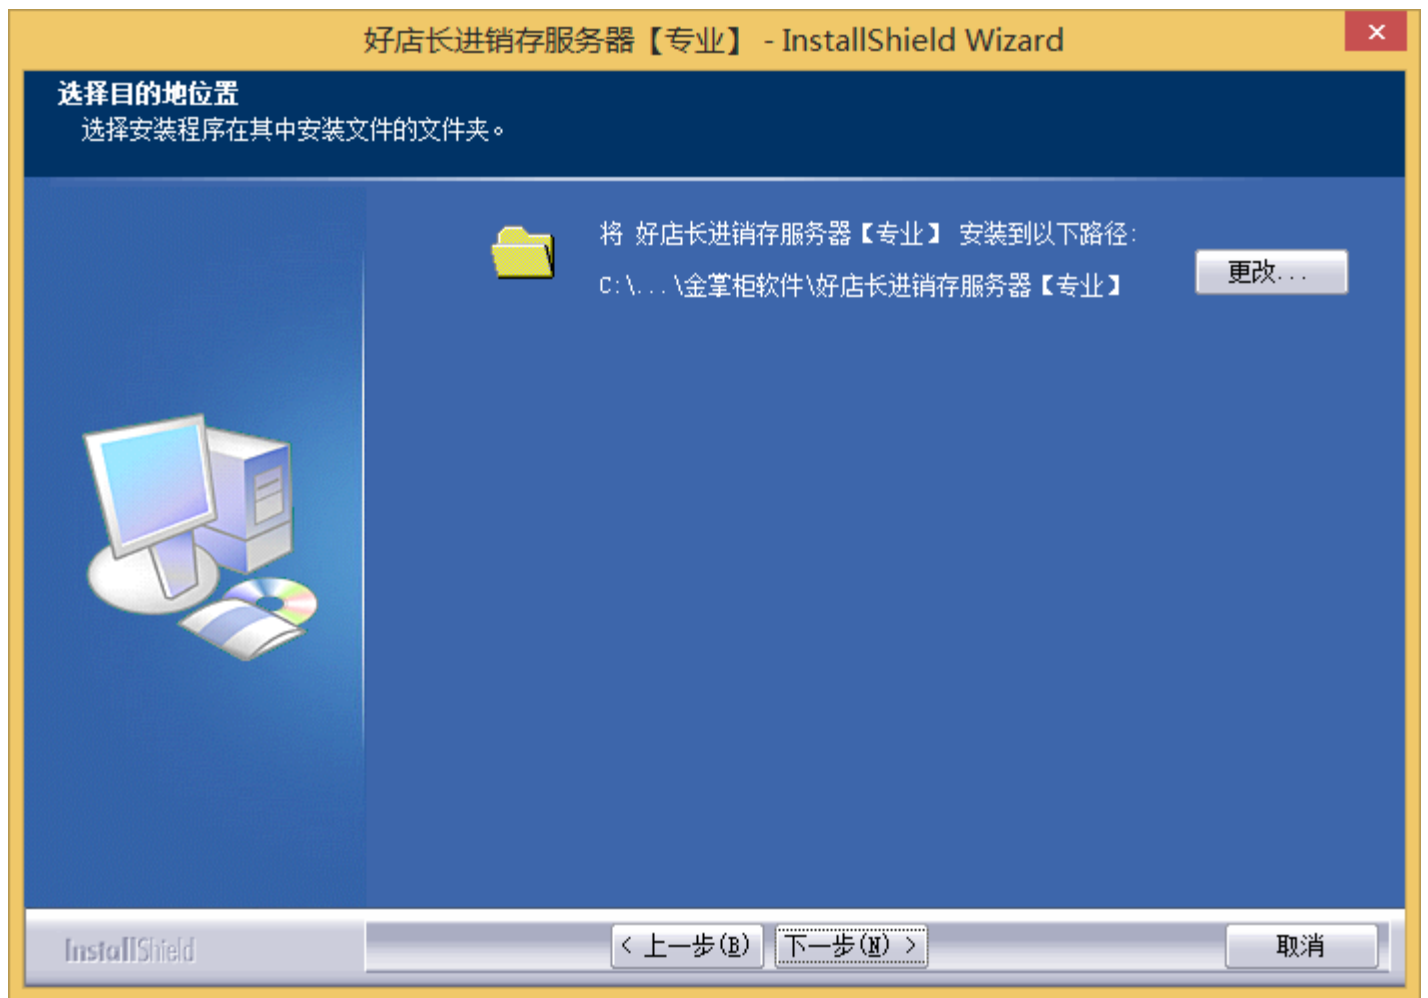 好店长进销存服务器【专业】 - InstallShield Wizard
选择目的地位置
选择安装程序在其中安装文件的文件夹。
将 好店长进销存服务器【专业】 安装到以下路径:
C:\...\金掌柜软件\好店长进销存服务器【专业】
更改...
InstallShield
< 上一步(B)
下一步(N) >
取消